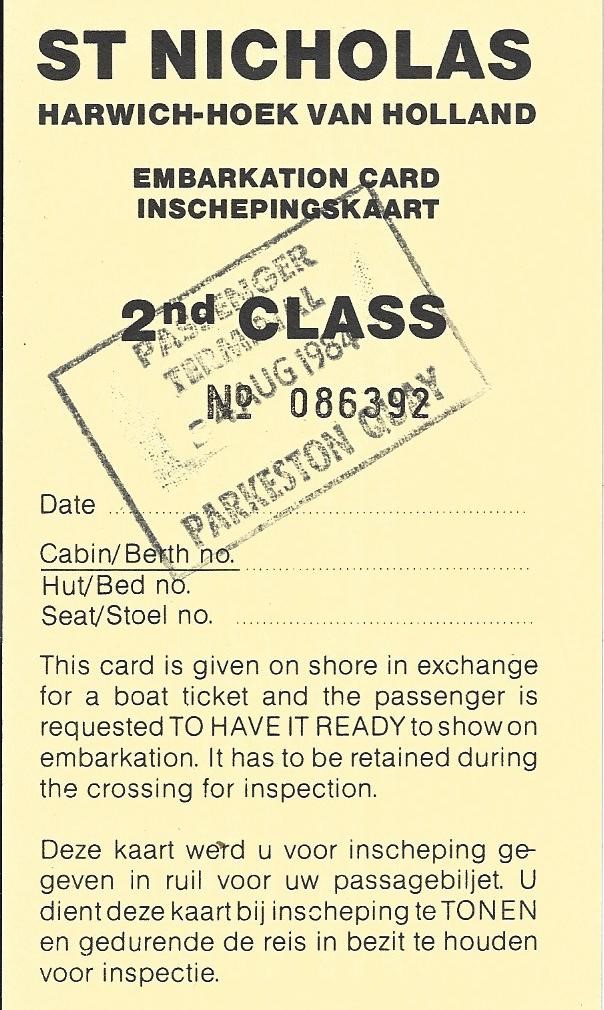 ST NICHOLAS
HARWICH-HOEK VAN HOLLAND
EMBARKATION CARD
INSCHEPINGSKAART
2nd CLASS
Nº 086392
PASSENGER
TERMINAL
AUG 1984
PARKESTON QUAY
Date
Cabin/Berth no.
Hut/Bed no.
Seat/Stoel no.
This card is given on shore in exchange
for a boat ticket and the passenger is
requested TO HAVE IT READY to show on
embarkation. It has to be retained during
the crossing for inspection.
Deze kaart werd u voor inscheping ge-
geven in ruil voor uw passagebiljet. U
dient deze kaart bij inscheping te TONEN
en gedurende de reis in bezit te houden
voor inspectie.